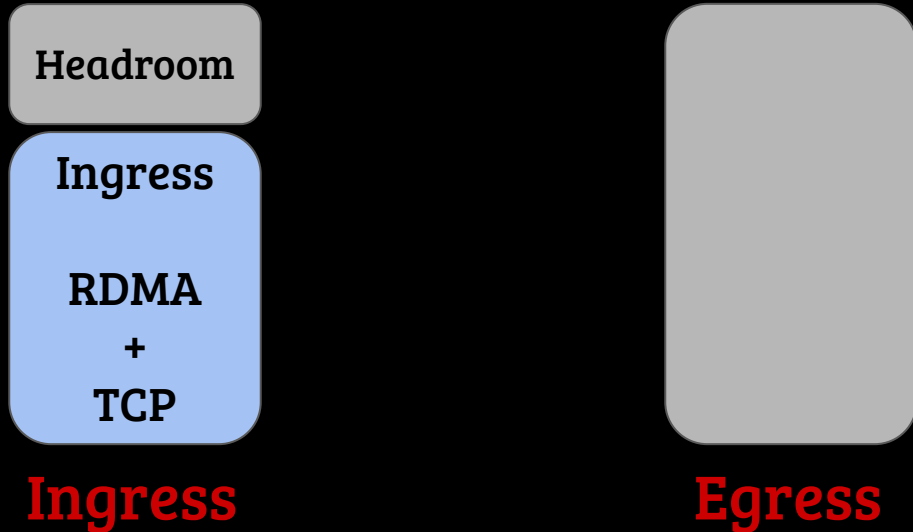 Headroom
Ingress
RDMA
+
TCP
Ingress
Egress